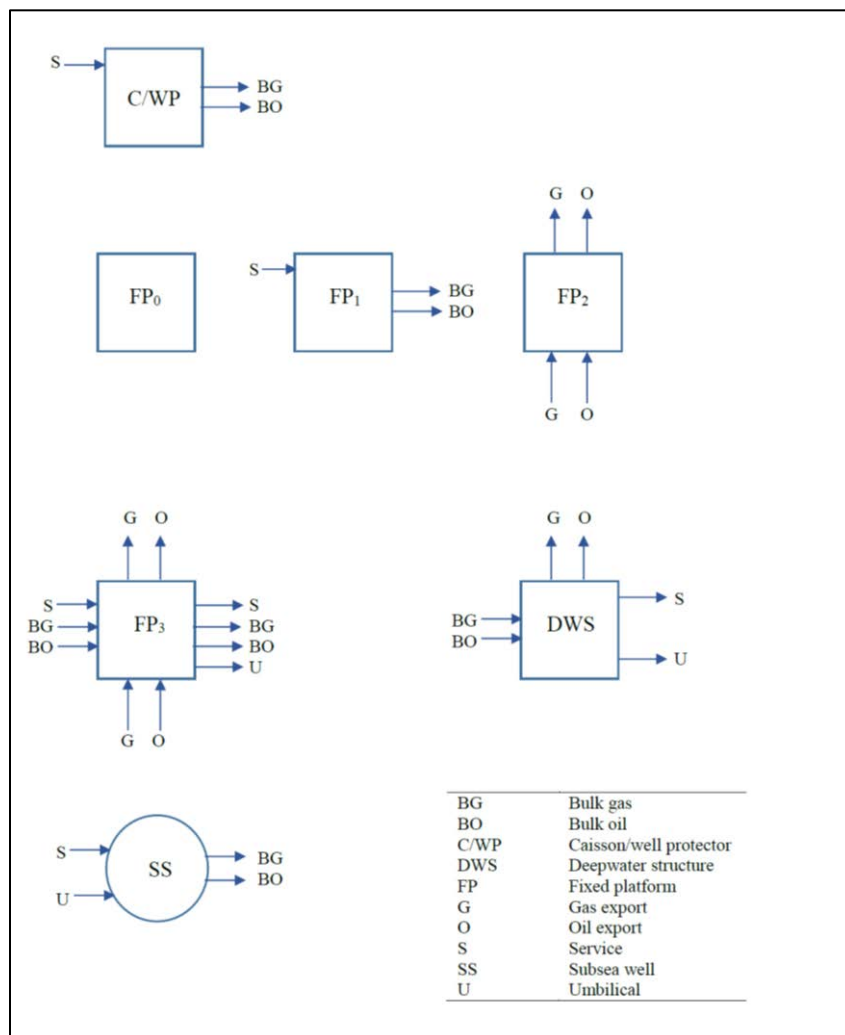 S
C/WP
BG
BO
G O
FP₀
S
FP₁
BG
BO
FP₂
G O
G O
S
BG
BO
FP₃
S
BG
BO
U
G O
G O
BG
BO
DWS
S
U
S
U
SS
BG
BO
BG Bulk gas
BO Bulk oil
C/WP Caisson/well protector
DWS Deepwater structure
FP Fixed platform
G Gas export
O Oil export
S Service
SS Subsea well
U Umbilical